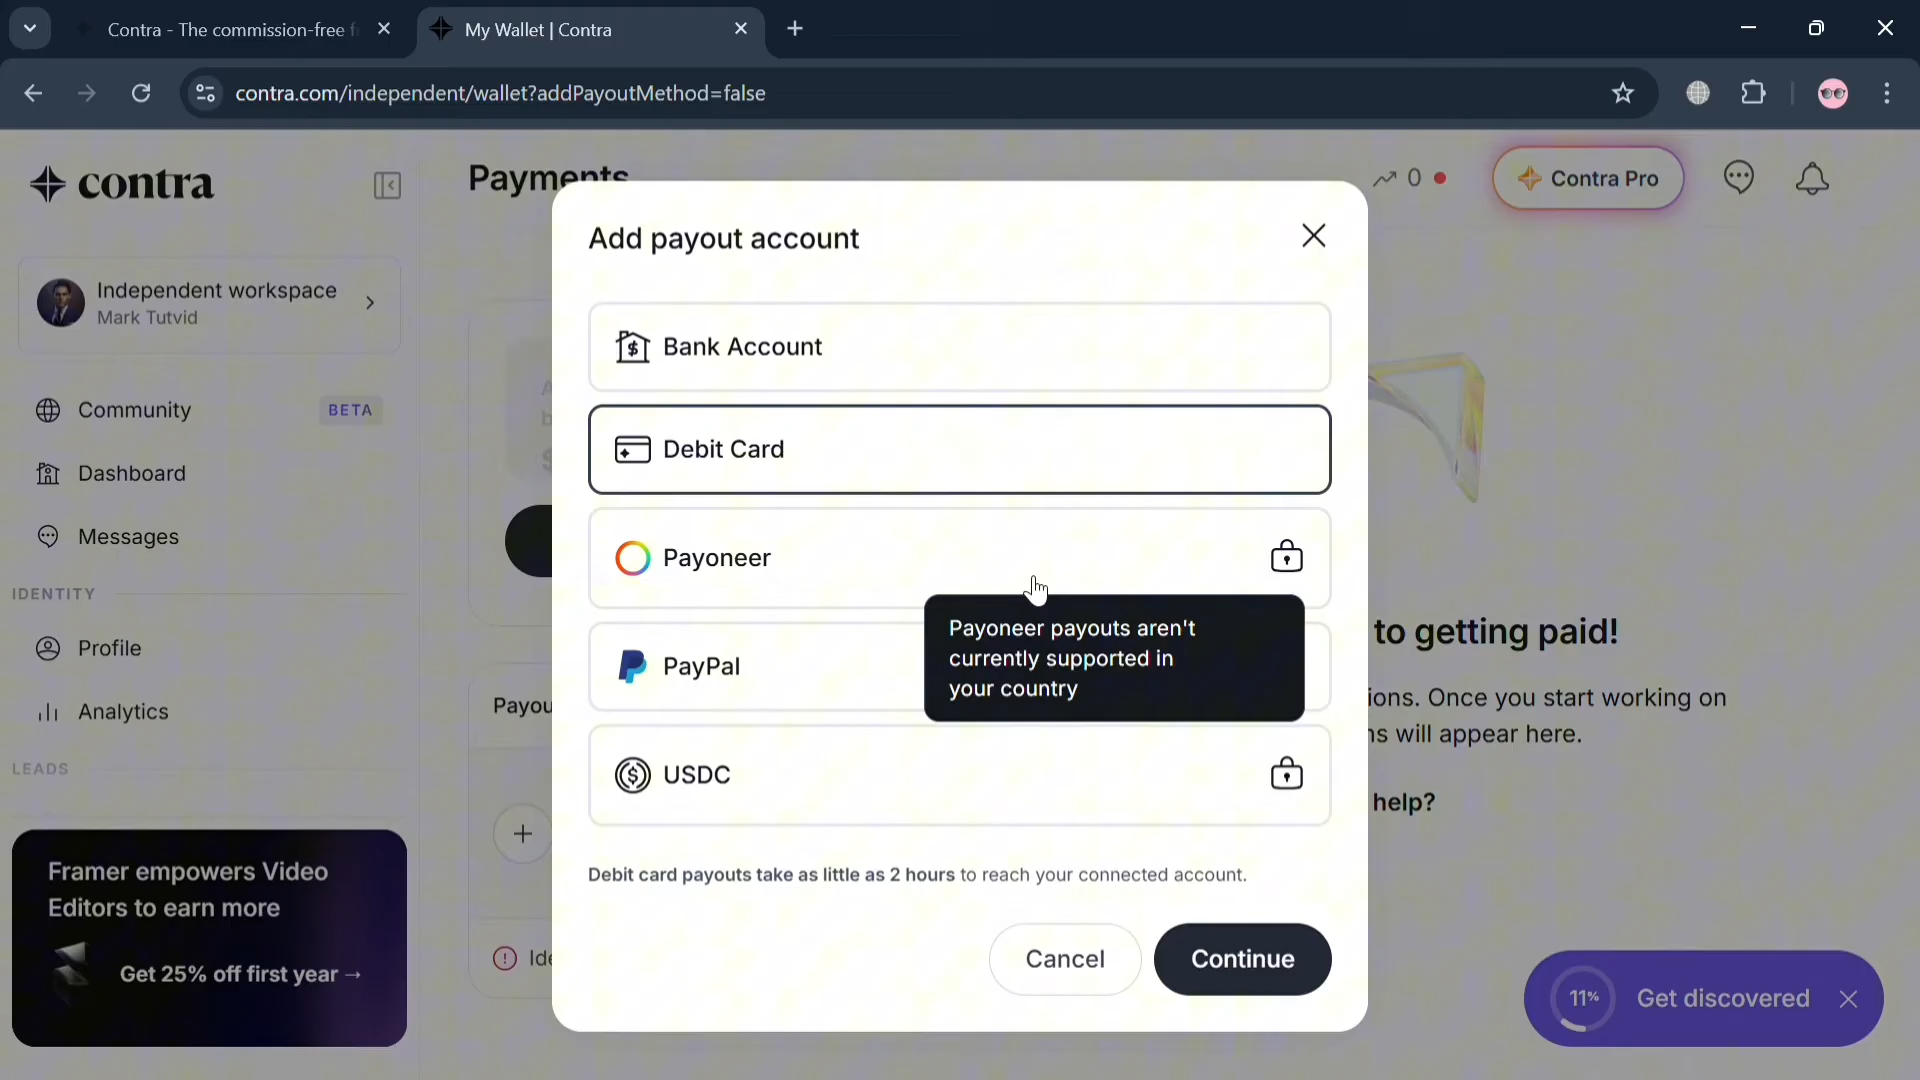 Contra - The commission-free f
My Wallet | Contra
contra.com/independent/wallet?addPayoutMethod=false
contra
Payments
0
Contra Pro
Independent workspace
Mark Tutvid
Community
BETA
Dashboard
Messages
IDENTITY
Profile
Analytics
LEADS
Framer empowers Video
Editors to earn more
Get 25% off first year →
Payou
Ide
Add payout account
Bank Account
Debit Card
Payoneer
Payoneer payouts aren't
currently supported in
your country
PayPal
USDC
Debit card payouts take as little as 2 hours to reach your connected account.
Cancel
Continue
to getting paid!
ions. Once you start working on
ns will appear here.
help?
11%
Get discovered